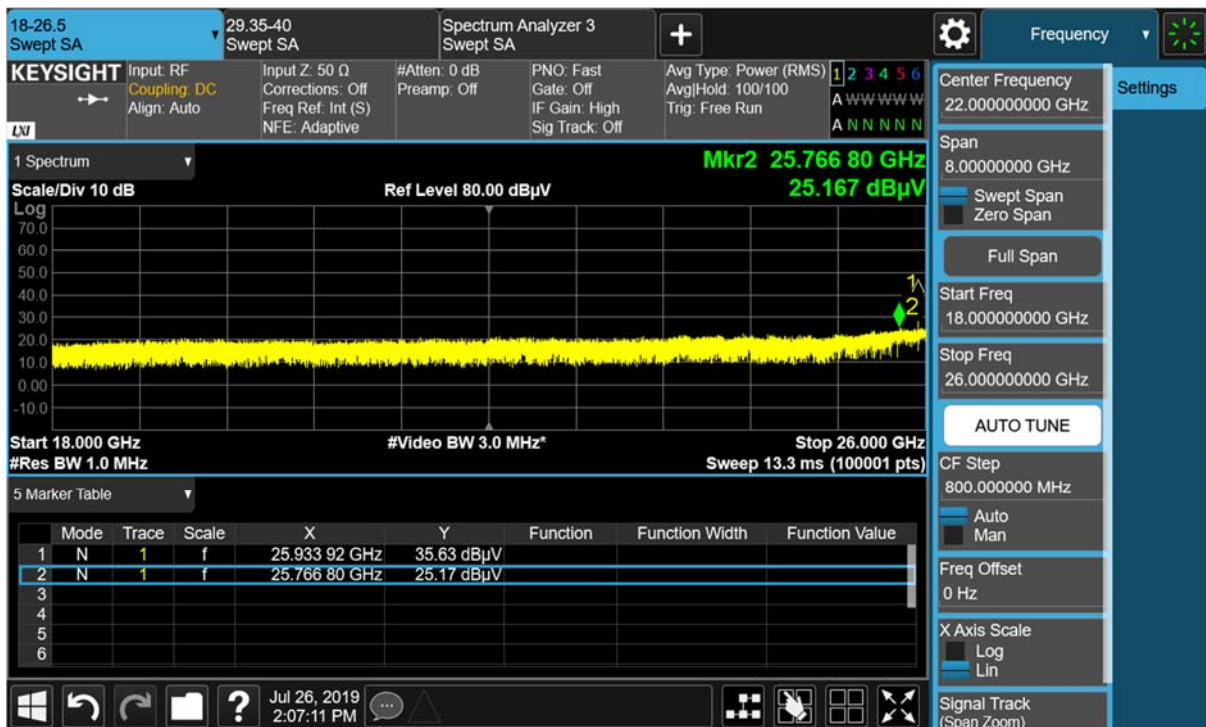 18-26.5
Swept SA
29.35-40
Swept SA
Spectrum Analyzer 3
Swept SA
Frequency
KEYSIGHT
LXI
Input: RF
Coupling: DC
Align: Auto
Input Z: 50 Ω
Corrections: Off
Freq Ref: Int (S)
NFE: Adaptive
#Atten: 0 dB
Preamp: Off
PNO: Fast
Gate: Off
IF Gain: High
Sig Track: Off
Avg Type: Power (RMS)
Avg|Hold: 100/100
Trig: Free Run
1 2 3 4 5 6
A W W W W W
A N N N N N
1 Spectrum
Scale/Div 10 dB
Ref Level 80.00 dBµV
Mkr2 25.766 80 GHz
25.167 dBµV
Log
70.0
60.0
50.0
40.0
30.0
20.0
10.0
0.00
-10.0
1
2
Start 18.000 GHz
#Video BW 3.0 MHz*
Stop 26.000 GHz
#Res BW 1.0 MHz
Sweep 13.3 ms (100001 pts)
5 Marker Table
Mode Trace Scale X Y Function Function Width Function Value
1 N 1 f 25.933 92 GHz 35.63 dBµV
2 N 1 f 25.766 80 GHz 25.17 dBµV
3
4
5
6
Jul 26, 2019
2:07:11 PM
Center Frequency
22.000000000 GHz
Span
8.00000000 GHz
Swept Span
Zero Span
Full Span
Start Freq
18.000000000 GHz
Stop Freq
26.000000000 GHz
AUTO TUNE
CF Step
800.000000 MHz
Auto
Man
Freq Offset
0 Hz
X Axis Scale
Log
Lin
Signal Track
(Span Zoom)
Settings